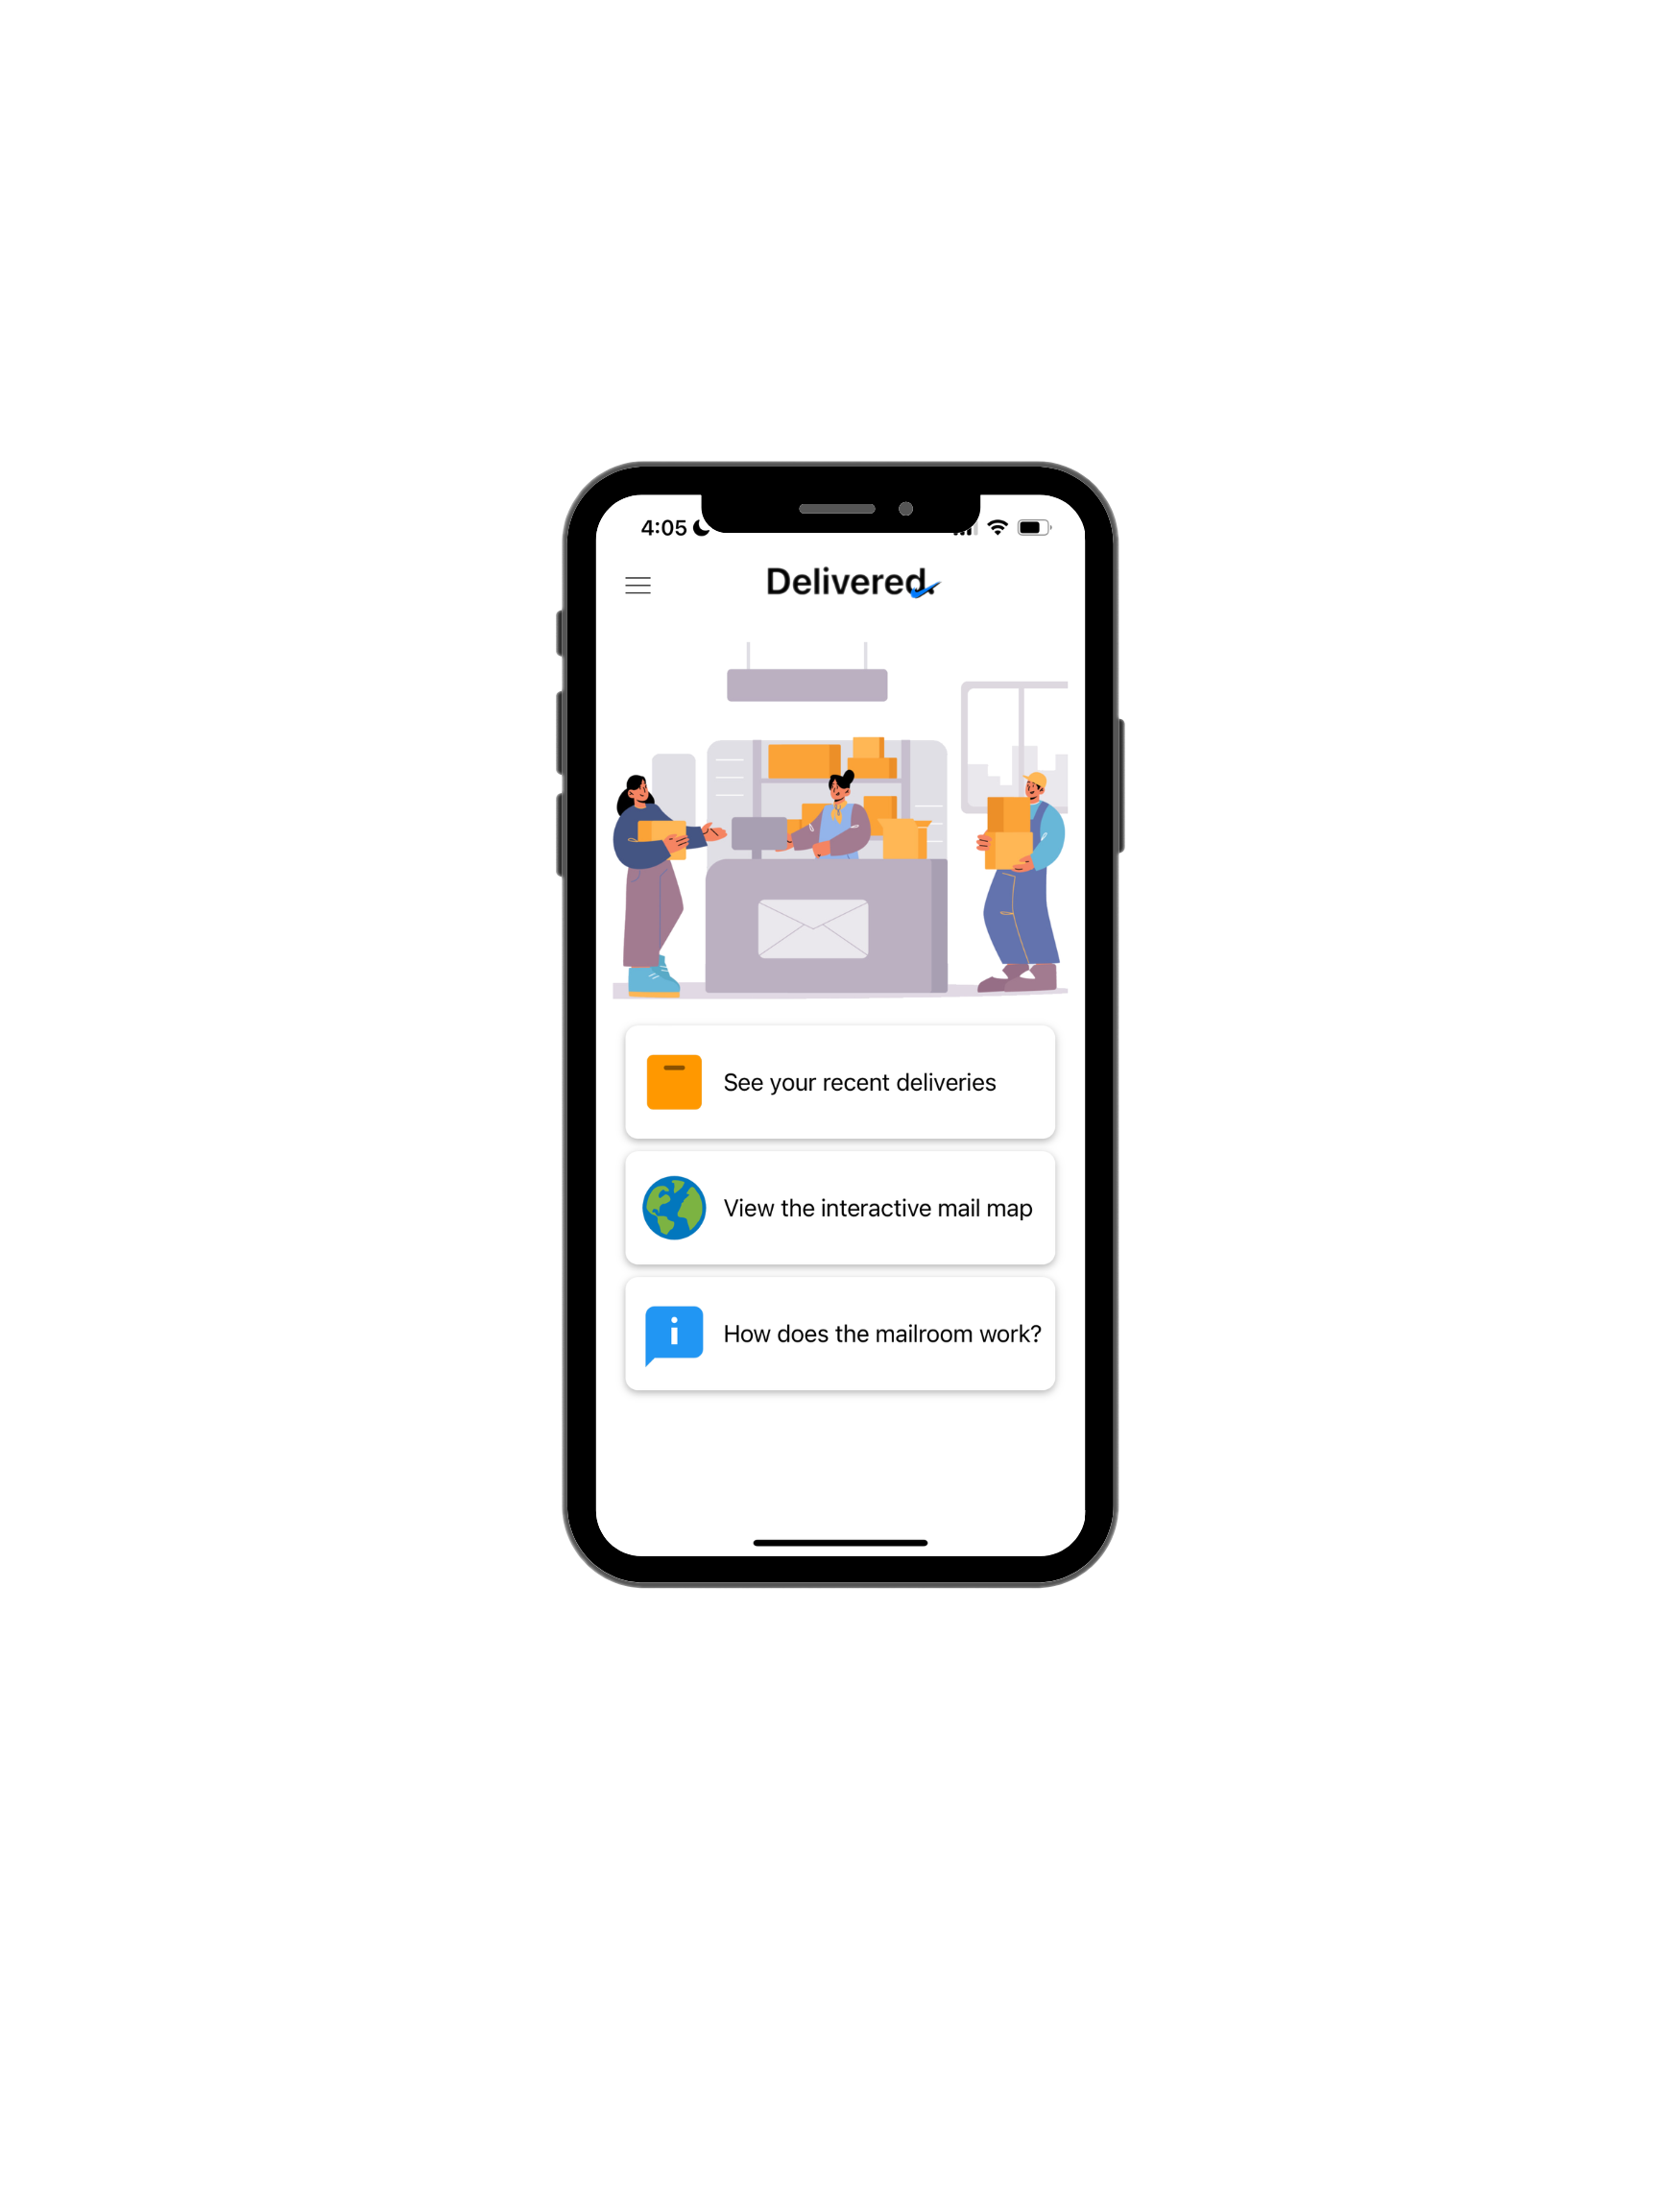 4:05
Delivered.
See your recent deliveries
View the interactive mail map
How does the mailroom work?